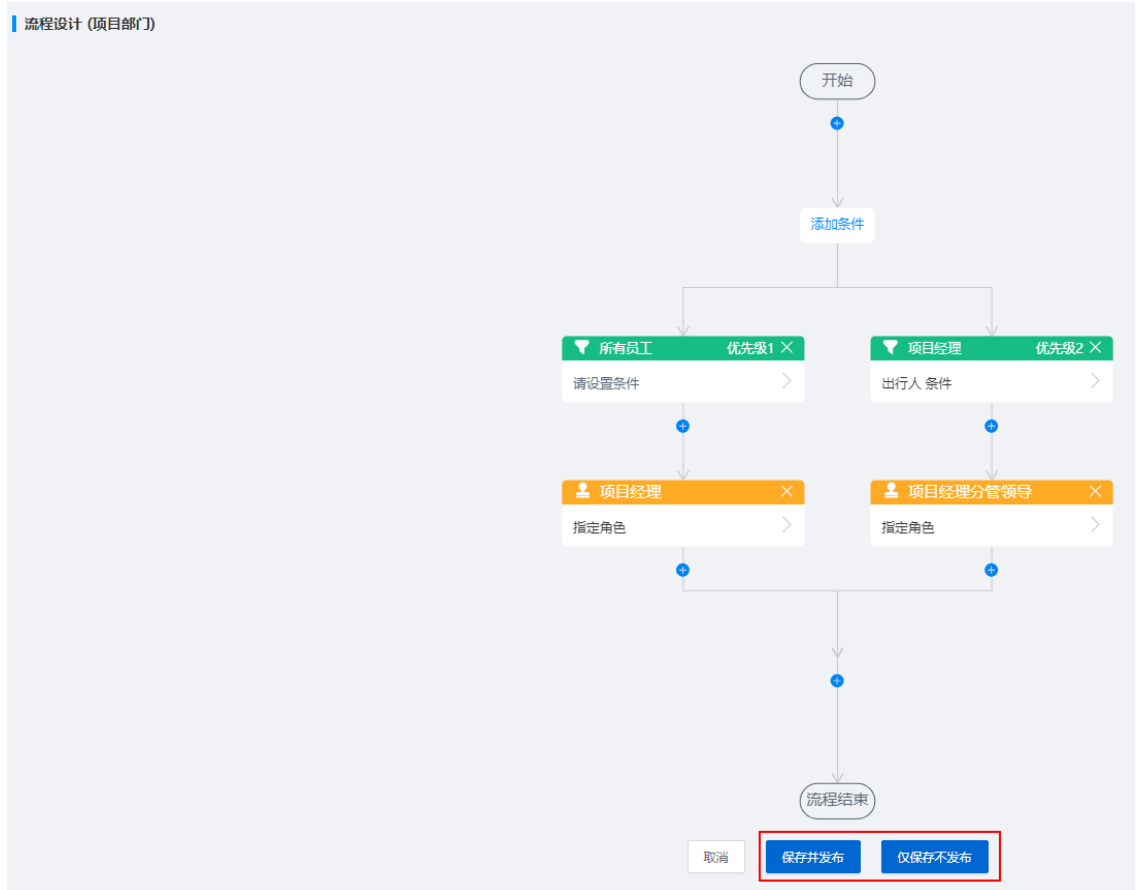 流程设计 (项目部门)
开始
添加条件
所有员工 优先级1
请设置条件
项目经理 优先级2
出行人 条件
项目经理
指定角色
项目经理分管领导
指定角色
流程结束
取消 保存并发布 仅保存不发布